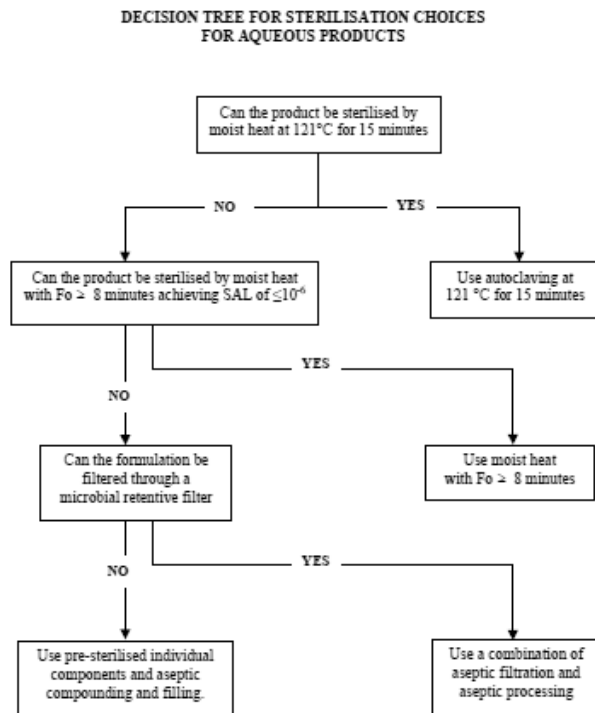 DECISION TREE FOR STERILISATION CHOICES
FOR AQUEOUS PRODUCTS
Can the product be sterilised by
moist heat at 121°C for 15 minutes
NO
YES
Can the product be sterilised by moist heat
with Fo ≥ 8 minutes achieving SAL of ≤10⁻⁶
Use autoclaving at
121 °C for 15 minutes
YES
NO
Can the formulation be
filtered through a
microbial retentive filter
Use moist heat
with Fo ≥ 8 minutes
YES
NO
Use pre-sterilised individual
components and aseptic
compounding and filling.
Use a combination of
aseptic filtration and
aseptic processing